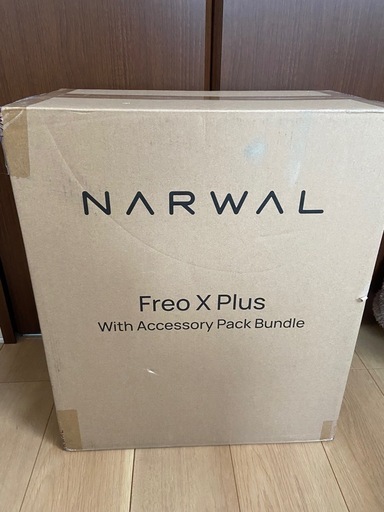 NARWAL
Freo X Plus
With Accessory Pack Bundle